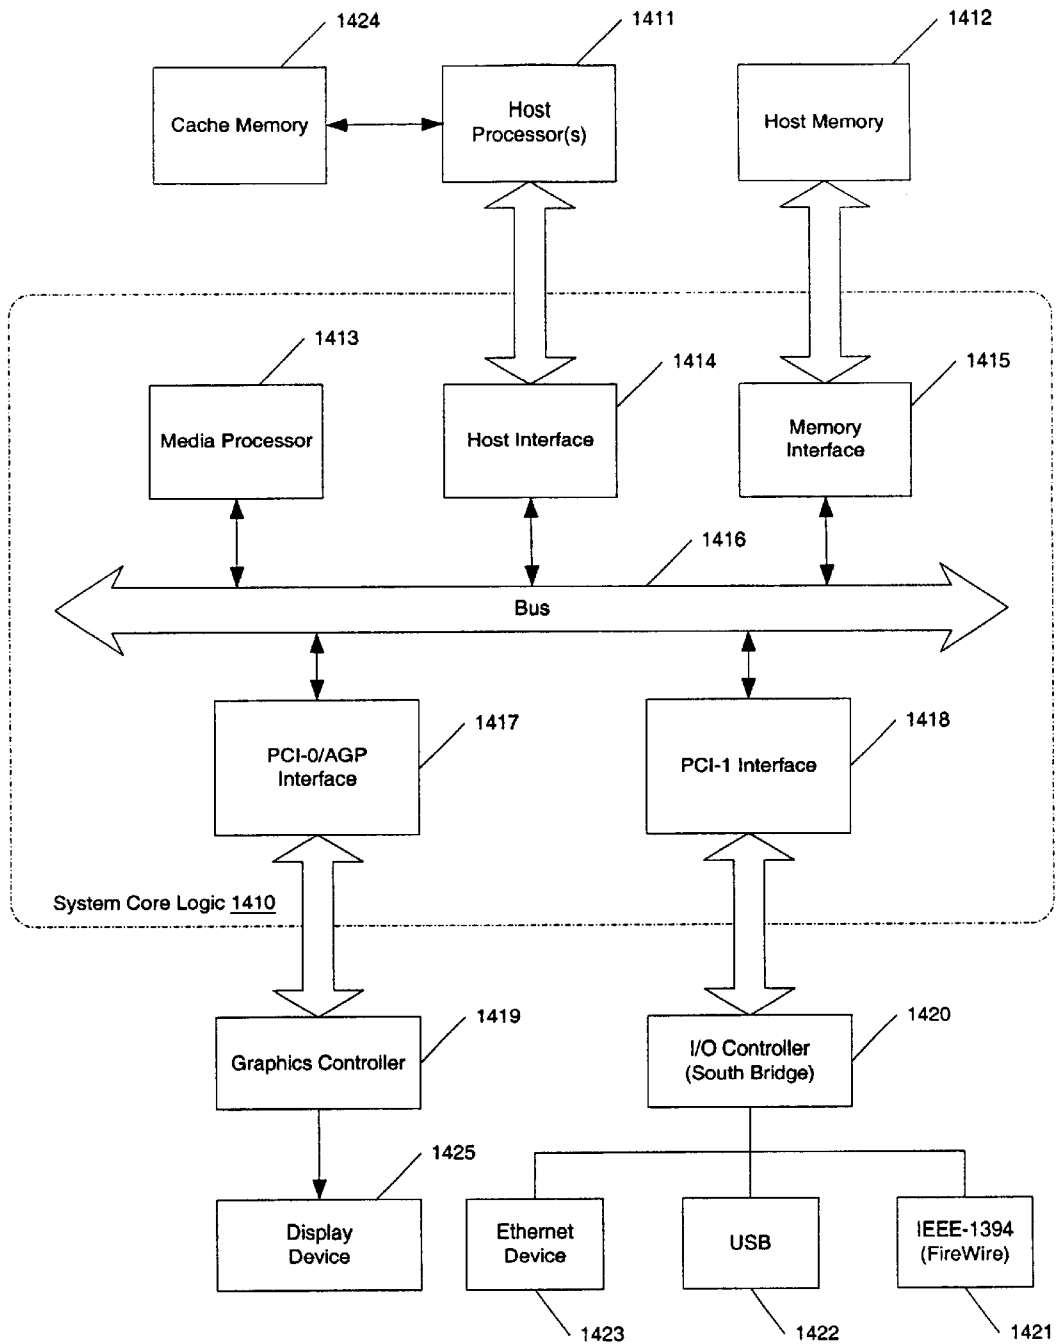 1424
1411
1412
Cache Memory
Host
Processor(s)
Host Memory
1413
1414
1415
Media Processor
Host Interface
Memory
Interface
1416
Bus
1417
1418
PCI-0/AGP
Interface
PCI-1 Interface
System Core Logic 1410
1419
1420
Graphics Controller
I/O Controller
(South Bridge)
1425
Display
Device
Ethernet
Device
USB
IEEE-1394
(FireWire)
1423
1422
1421